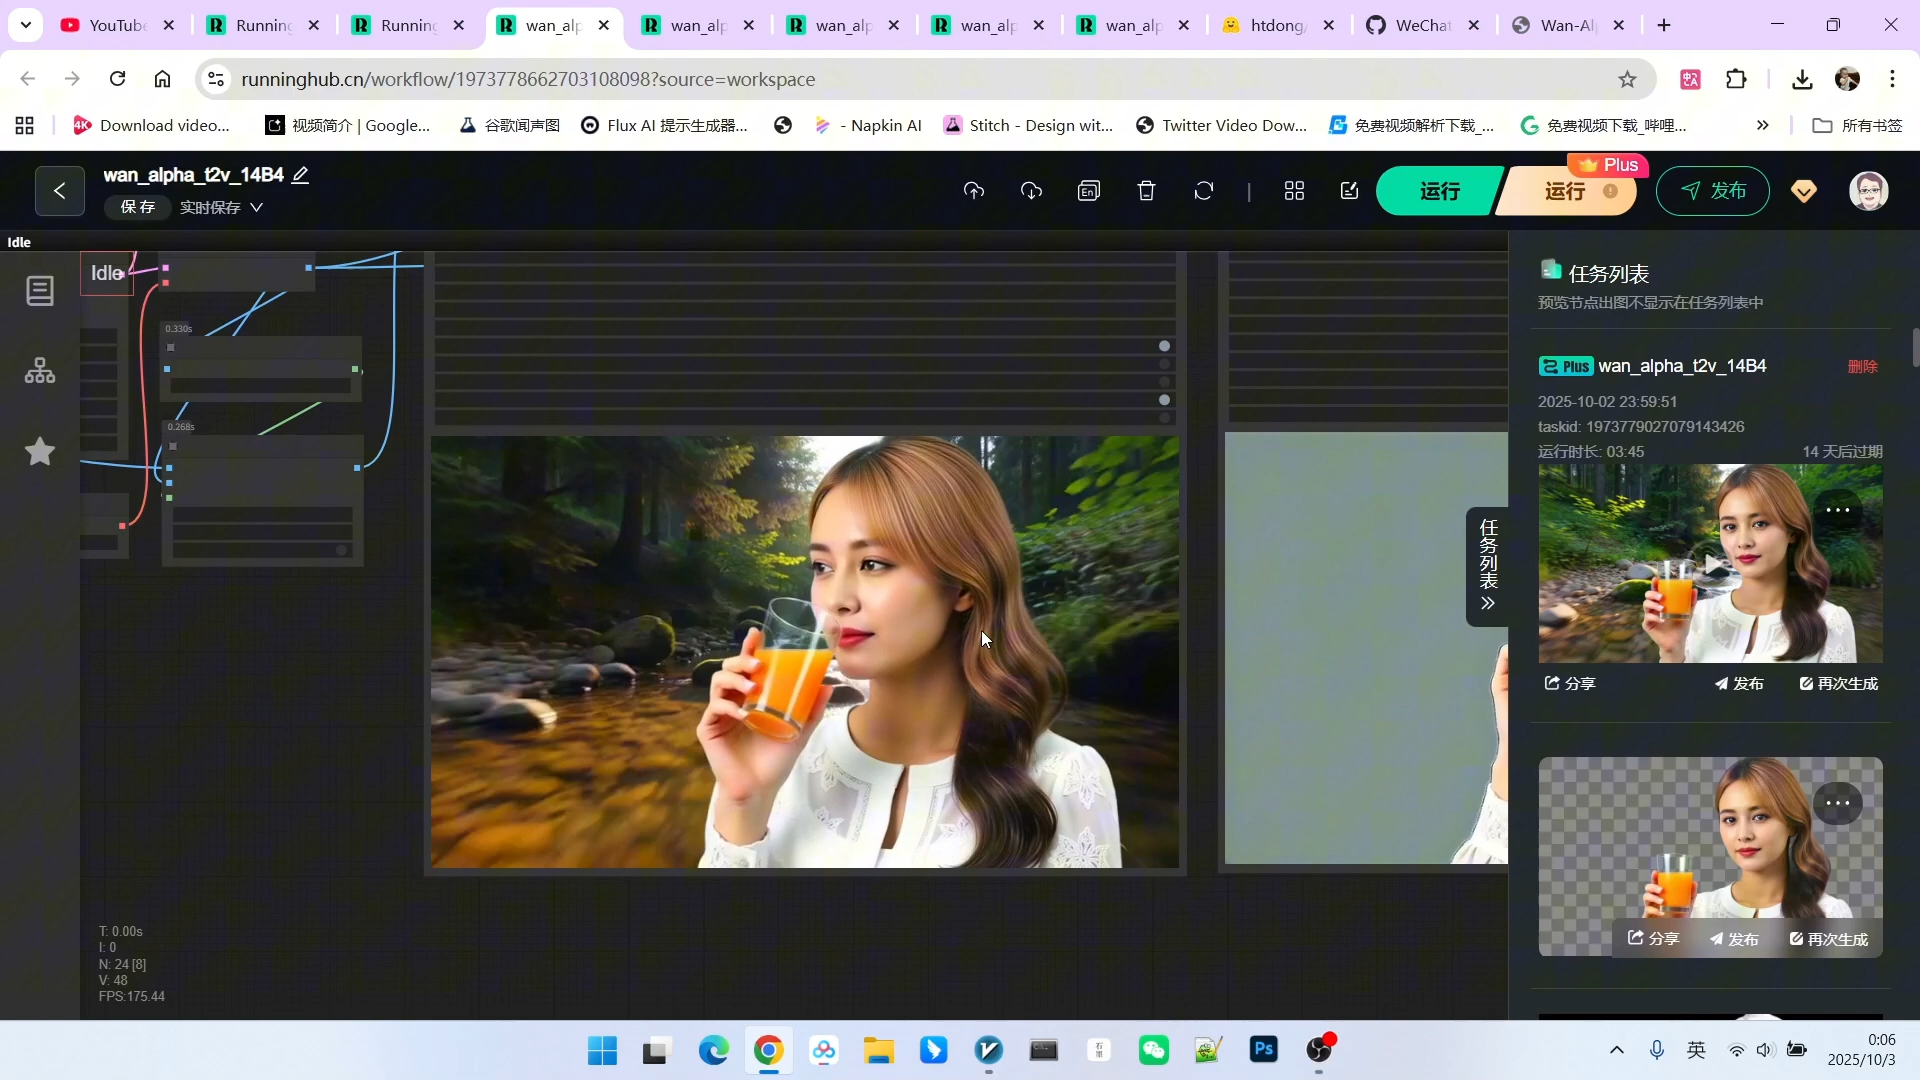 YouTube
Running
Running
wan_alp
wan_alp
wan_alp
wan_alp
wan_alp
htdong/
WeChat
Wan-Al
runninghub.cn/workflow/1973778662703108098?source=workspace
4K Download video...
视频简介 | Google...
谷歌闻声图
Flux AI 提示生成器...
- Napkin AI
Stitch - Design wit...
Twitter Video Dow...
免费视频解析下载_...
免费视频下载_哔哩...
所有书签
wan_alpha_t2v_14B4
保存
实时保存
En
运行
运行
Plus
发布
Idle
Idle
0.330s
0.268s
任务列表
T: 0.00s
I: 0
N: 24 [8]
V: 48
FPS:175.44
任务列表
预览节点出图不显示在任务列表中
Plus wan_alpha_t2v_14B4
删除
2025-10-02 23:59:51
taskid: 1973779027079143426
运行时长: 03:45
14 天后过期
分享
发布
再次生成
分享
发布
再次生成
Ps
英
0:06
2025/10/3